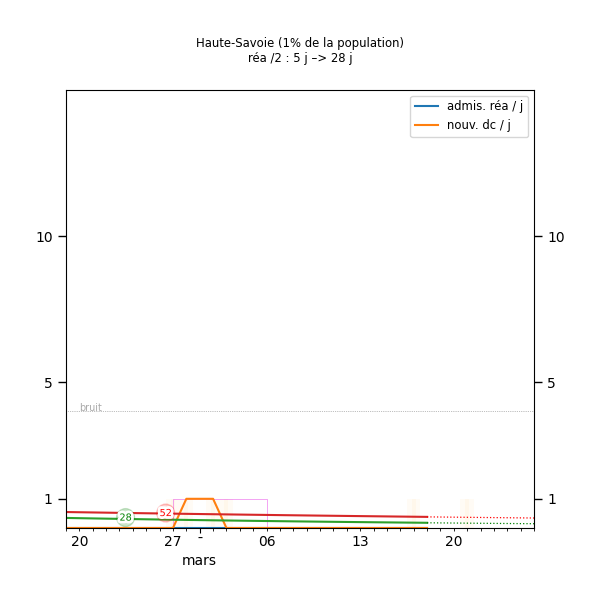 Haute-Savoie (1% de la population)
réa /2 : 5 j –> 28 j
admis. réa / j
nouv. dc / j
10 10
5 5
bruit
1 1
-28 -52
20 27 - 06 13 20
mars